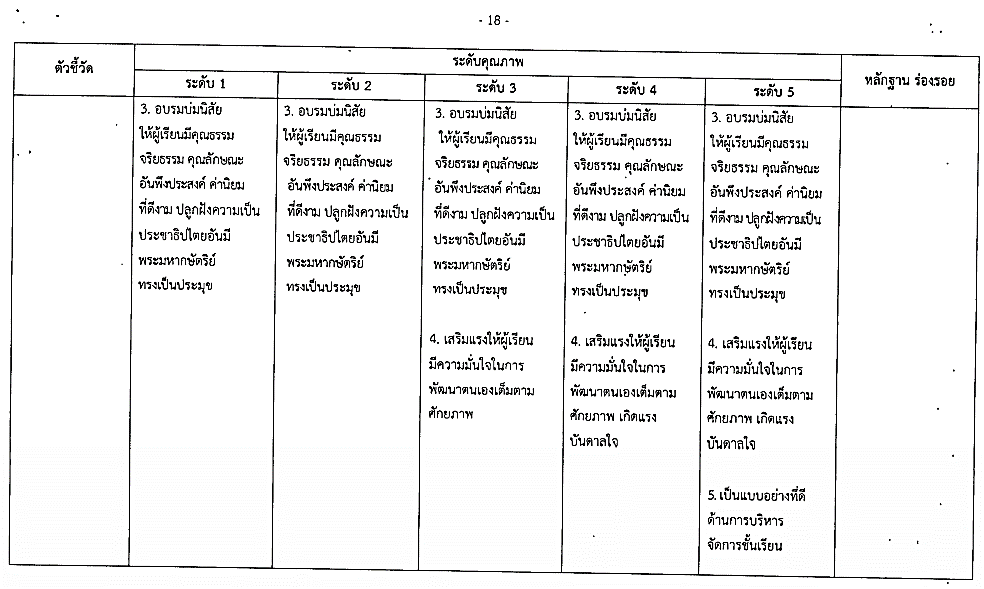 - 18 -
ตัวชี้วัด
ระดับคุณภาพ
หลักฐาน ร่องรอย
ระดับ 1
ระดับ 2
ระดับ 3
ระดับ 4
ระดับ 5
3. อบรมบ่มนิสัย
ให้ผู้เรียนมีคุณธรรม
จริยธรรม คุณลักษณะ
อันพึงประสงค์ ค่านิยม
ที่ดีงาม ปลูกฝังความเป็น
ประชาธิปไตยอันมี
พระมหากษัตริย์
ทรงเป็นประมุข
3. อบรมบ่มนิสัย
ให้ผู้เรียนมีคุณธรรม
จริยธรรม คุณลักษณะ
อันพึงประสงค์ ค่านิยม
ที่ดีงาม ปลูกฝังความเป็น
ประชาธิปไตยอันมี
พระมหากษัตริย์
ทรงเป็นประมุข
3. อบรมบ่มนิสัย
ให้ผู้เรียนมีคุณธรรม
จริยธรรม คุณลักษณะ
อันพึงประสงค์ ค่านิยม
ที่ดีงาม ปลูกฝังความเป็น
ประชาธิปไตยอันมี
พระมหากษัตริย์
ทรงเป็นประมุข
4. เสริมแรงให้ผู้เรียน
มีความมั่นใจในการ
พัฒนาตนเองเต็มตาม
ศักยภาพ
3. อบรมบ่มนิสัย
ให้ผู้เรียนมีคุณธรรม
จริยธรรม คุณลักษณะ
อันพึงประสงค์ ค่านิยม
ที่ดีงาม ปลูกฝังความเป็น
ประชาธิปไตยอันมี
พระมหากษัตริย์
ทรงเป็นประมุข
4. เสริมแรงให้ผู้เรียน
มีความมั่นใจในการ
พัฒนาตนเองเต็มตาม
ศักยภาพ เกิดแรง
บันดาลใจ
3. อบรมบ่มนิสัย
ให้ผู้เรียนมีคุณธรรม
จริยธรรม คุณลักษณะ
อันพึงประสงค์ ค่านิยม
ที่ดีงาม ปลูกฝังความเป็น
ประชาธิปไตยอันมี
พระมหากษัตริย์
ทรงเป็นประมุข
4. เสริมแรงให้ผู้เรียน
มีความมั่นใจในการ
พัฒนาตนเองเต็มตาม
ศักยภาพ เกิดแรง
บันดาลใจ
5. เป็นแบบอย่างที่ดี
ด้านการบริหาร
จัดการชั้นเรียน